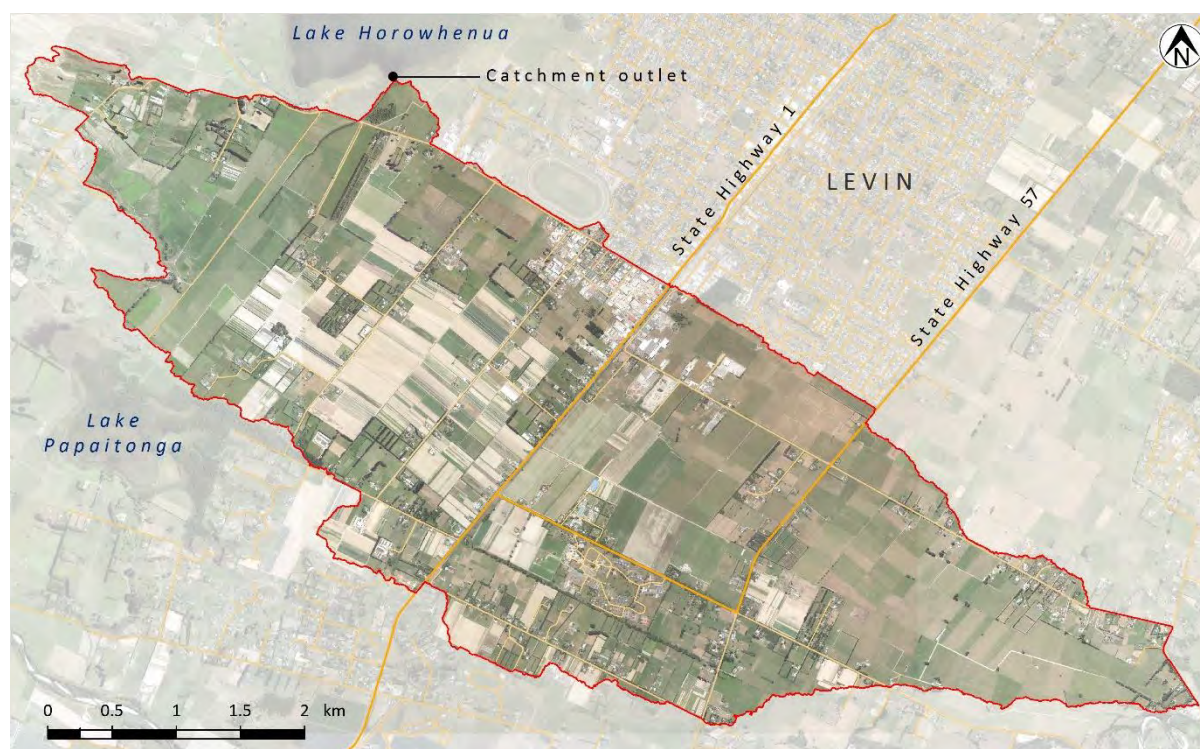 Lake Horowhenua
Catchment outlet
N
State Highway 1
LEVIN
State Highway 57
Lake
Papaitonga
0 0.5 1 1.5 2 km